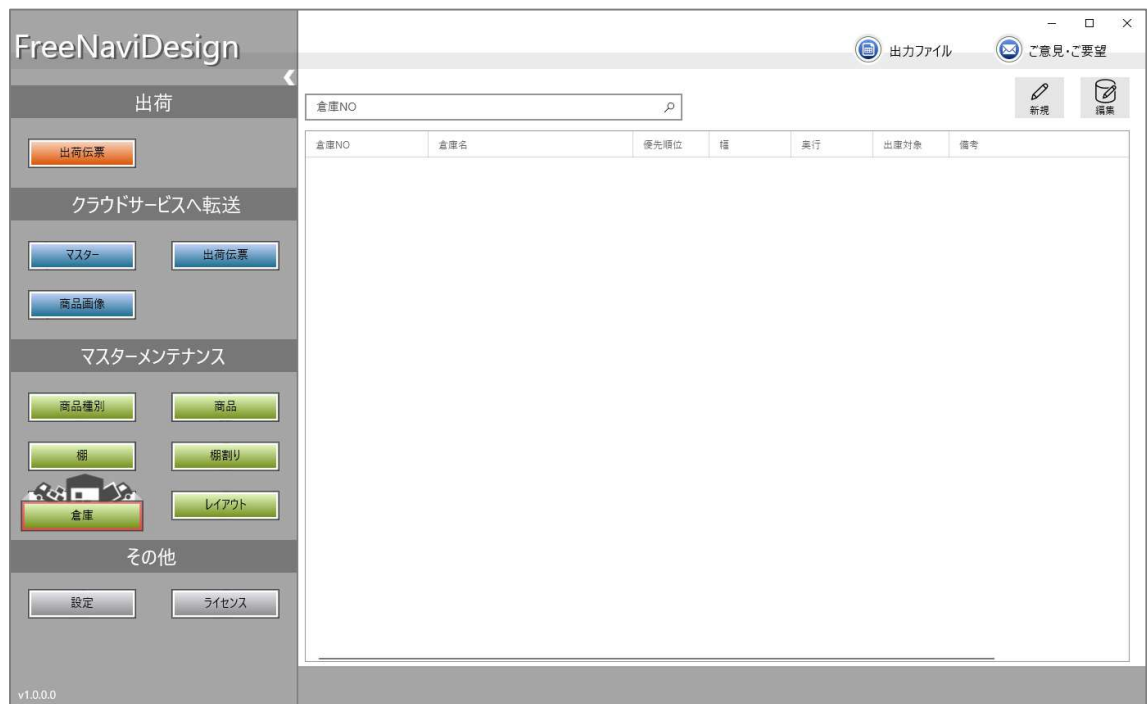 FreeNaviDesign
出力ファイル
ご意見・ご要望
出荷
出荷伝票
クラウドサービスへ転送
マスター
出荷伝票
商品画像
マスターメンテナンス
商品種別
商品
棚
棚割り
倉庫
レイアウト
その他
設定
ライセンス
v1.0.0.0
倉庫NO
新規
編集
倉庫NO 倉庫名 優先順位 幅 奥行 出庫対象 備考